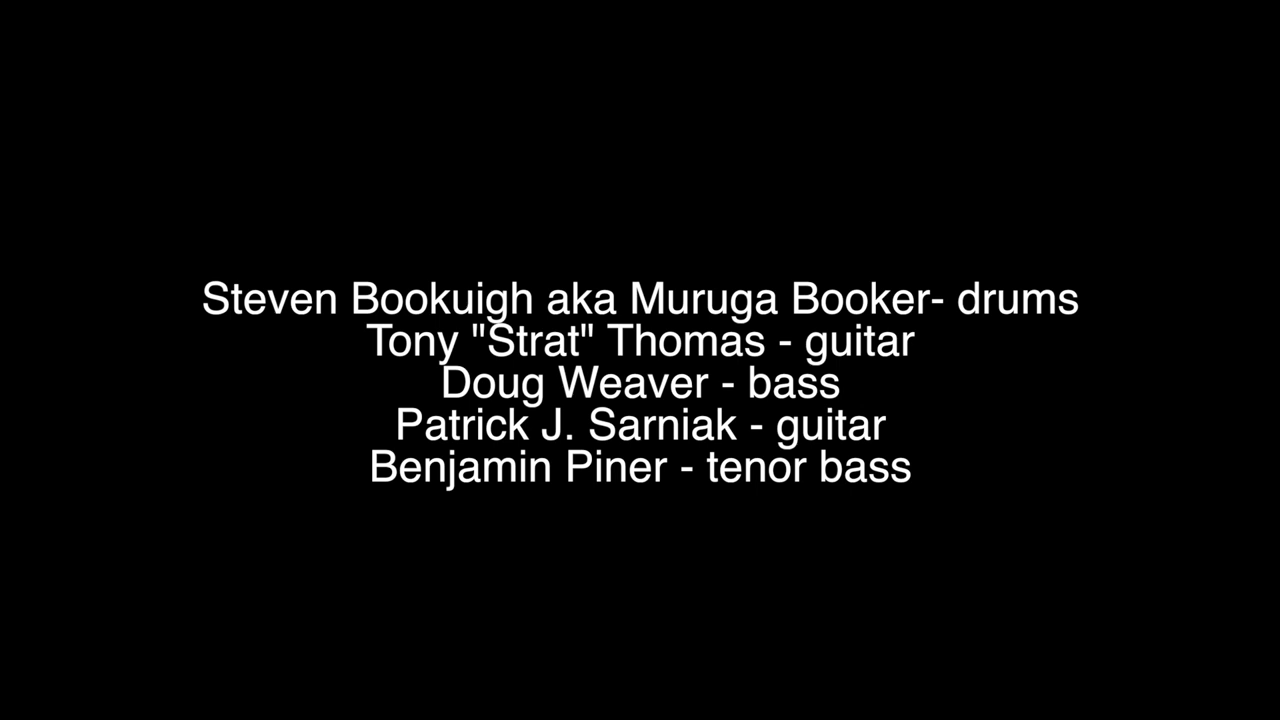 Steven Bookuigh aka Muruga Booker- drums
Tony "Strat" Thomas - guitar
Doug Weaver - bass
Patrick J. Sarniak - guitar
Benjamin Piner - tenor bass